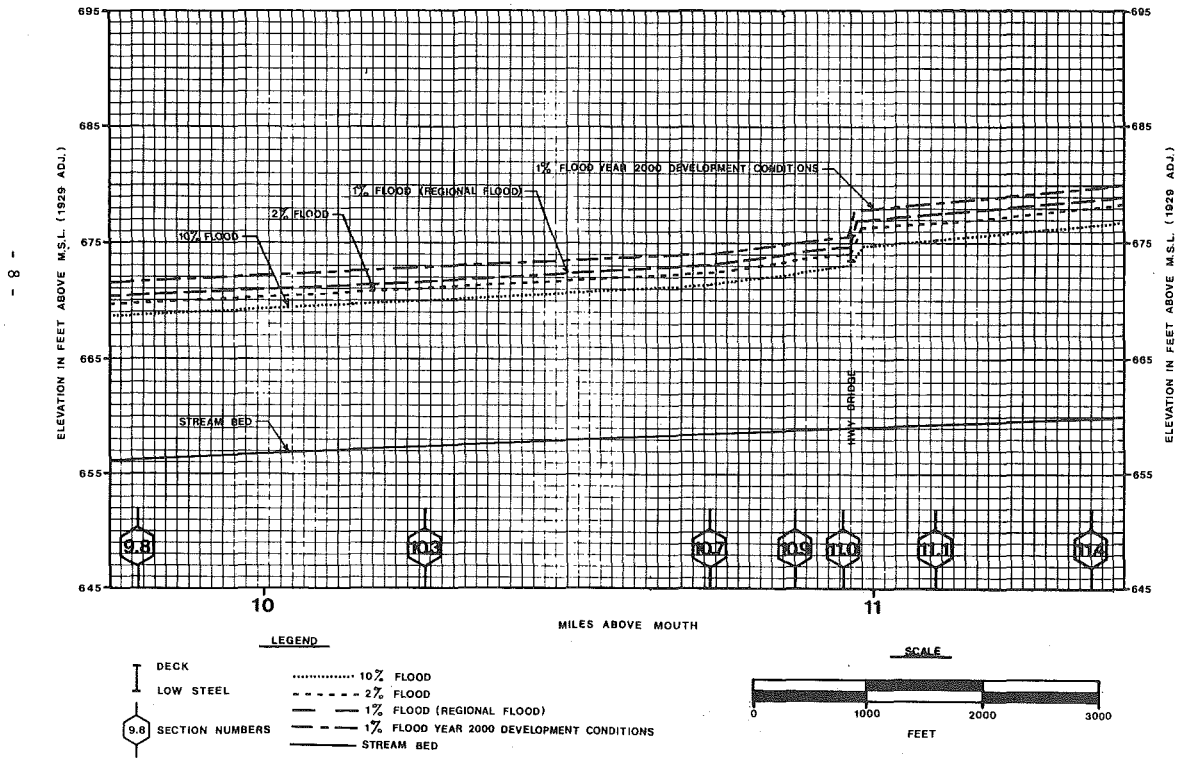 - 8 -
ELEVATION IN FEET ABOVE M.S.L. (1929 ADJ.)
695
685
675
665
655
645
695
685
675
665
655
645
ELEVATION IN FEET ABOVE M.S.L. (1929 ADJ.)
1% FLOOD YEAR 2000 DEVELOPMENT CONDITIONS
1% FLOOD (REGIONAL FLOOD)
2% FLOOD
10% FLOOD
HWY BRIDGE
STREAM BED
9.8
10.3
10.7
10.9
11.0
11.1
11.4
10
11
MILES ABOVE MOUTH
LEGEND
DECK
LOW STEEL
9.8 SECTION NUMBERS
10% FLOOD
2% FLOOD
1% FLOOD (REGIONAL FLOOD)
1% FLOOD YEAR 2000 DEVELOPMENT CONDITIONS
STREAM BED
SCALE
0 1000 2000 3000
FEET